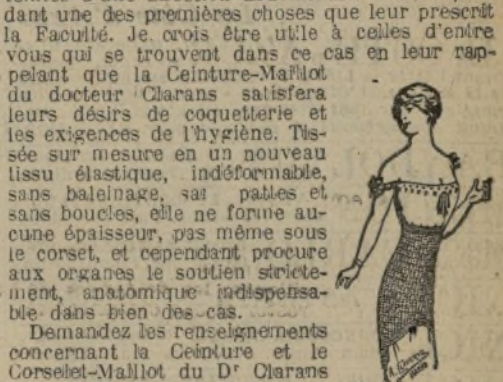 dant une des premières choses que leur prescrit
la Faculté. Je crois être utile à celles d'entre
vous qui se trouvent dans ce cas en leur rap-
pelant que la Ceinture-Maillot
du docteur Clarans satisfera
leurs désirs de coquetterie et
les exigences de l'hygiène. Tis-
sée sur mesure en un nouveau
tissu élastique, indéformable,
sans baleinage, sans pattes et
sans boucles, elle ne forme au-
cune épaisseur, pas même sous
le corset, et cependant procure
aux organes le soutien stricte-
ment, anatomique indispensa-
ble dans bien des cas.
Demandez les renseignements
concernant la Ceinture et le
Corselet-Maillot du Dr Clarans